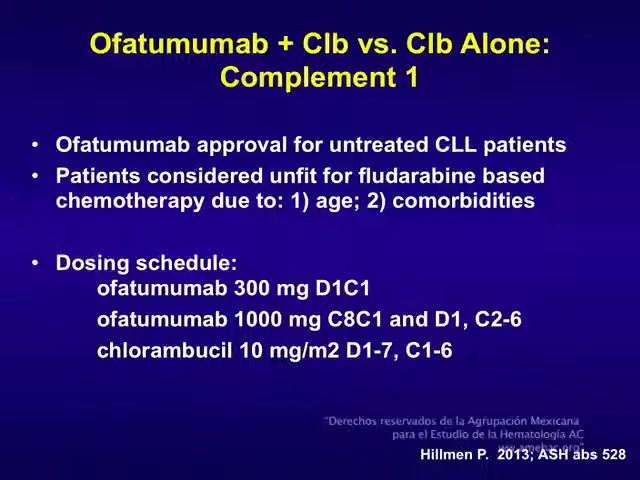 Ofatumumab + Clb vs. Clb Alone:
Complement 1
• Ofatumumab approval for untreated CLL patients
• Patients considered unfit for fludarabine based
chemotherapy due to: 1) age; 2) comorbidities
• Dosing schedule:
ofatumumab 300 mg D1C1
ofatumumab 1000 mg C8C1 and D1, C2-6
chlorambucil 10 mg/m2 D1-7, C1-6
"Derechos reservados de la Agrupación Mexicana
para el Estudio de la Hematología AC
Hillmen P. 2013; ASH abs 528